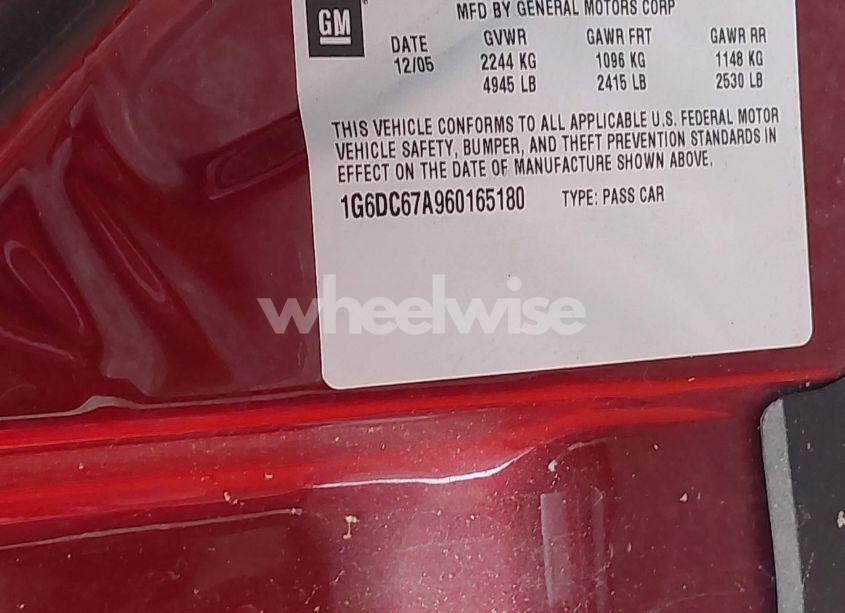 GM
MFD BY GENERAL MOTORS CORP
DATE GVWR GAWR FRT GAWR RR
12/05 2244 KG 1096 KG 1148 KG
4945 LB 2415 LB 2530 LB
THIS VEHICLE CONFORMS TO ALL APPLICABLE U.S. FEDERAL MOTOR
VEHICLE SAFETY, BUMPER, AND THEFT PREVENTION STANDARDS IN
EFFECT ON THE DATE OF MANUFACTURE SHOWN ABOVE.
1G6DC67A960165180 TYPE: PASS CAR
wheelwise